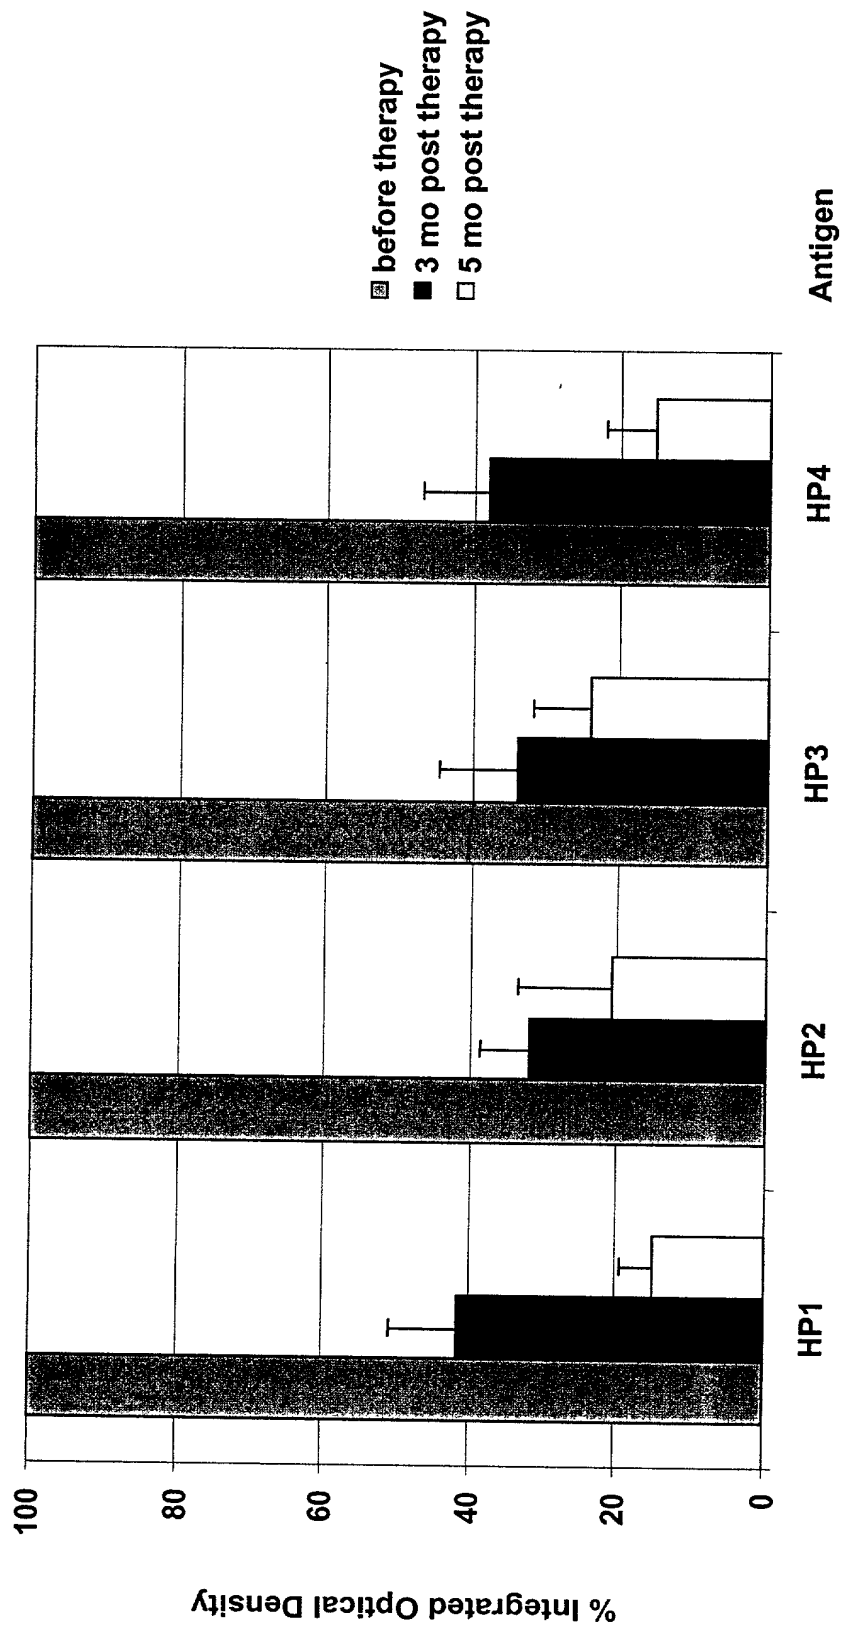 % Integrated Optical Density
100
80
60
40
20
0
HP1
HP2
HP3
HP4
Antigen
before therapy
3 mo post therapy
5 mo post therapy